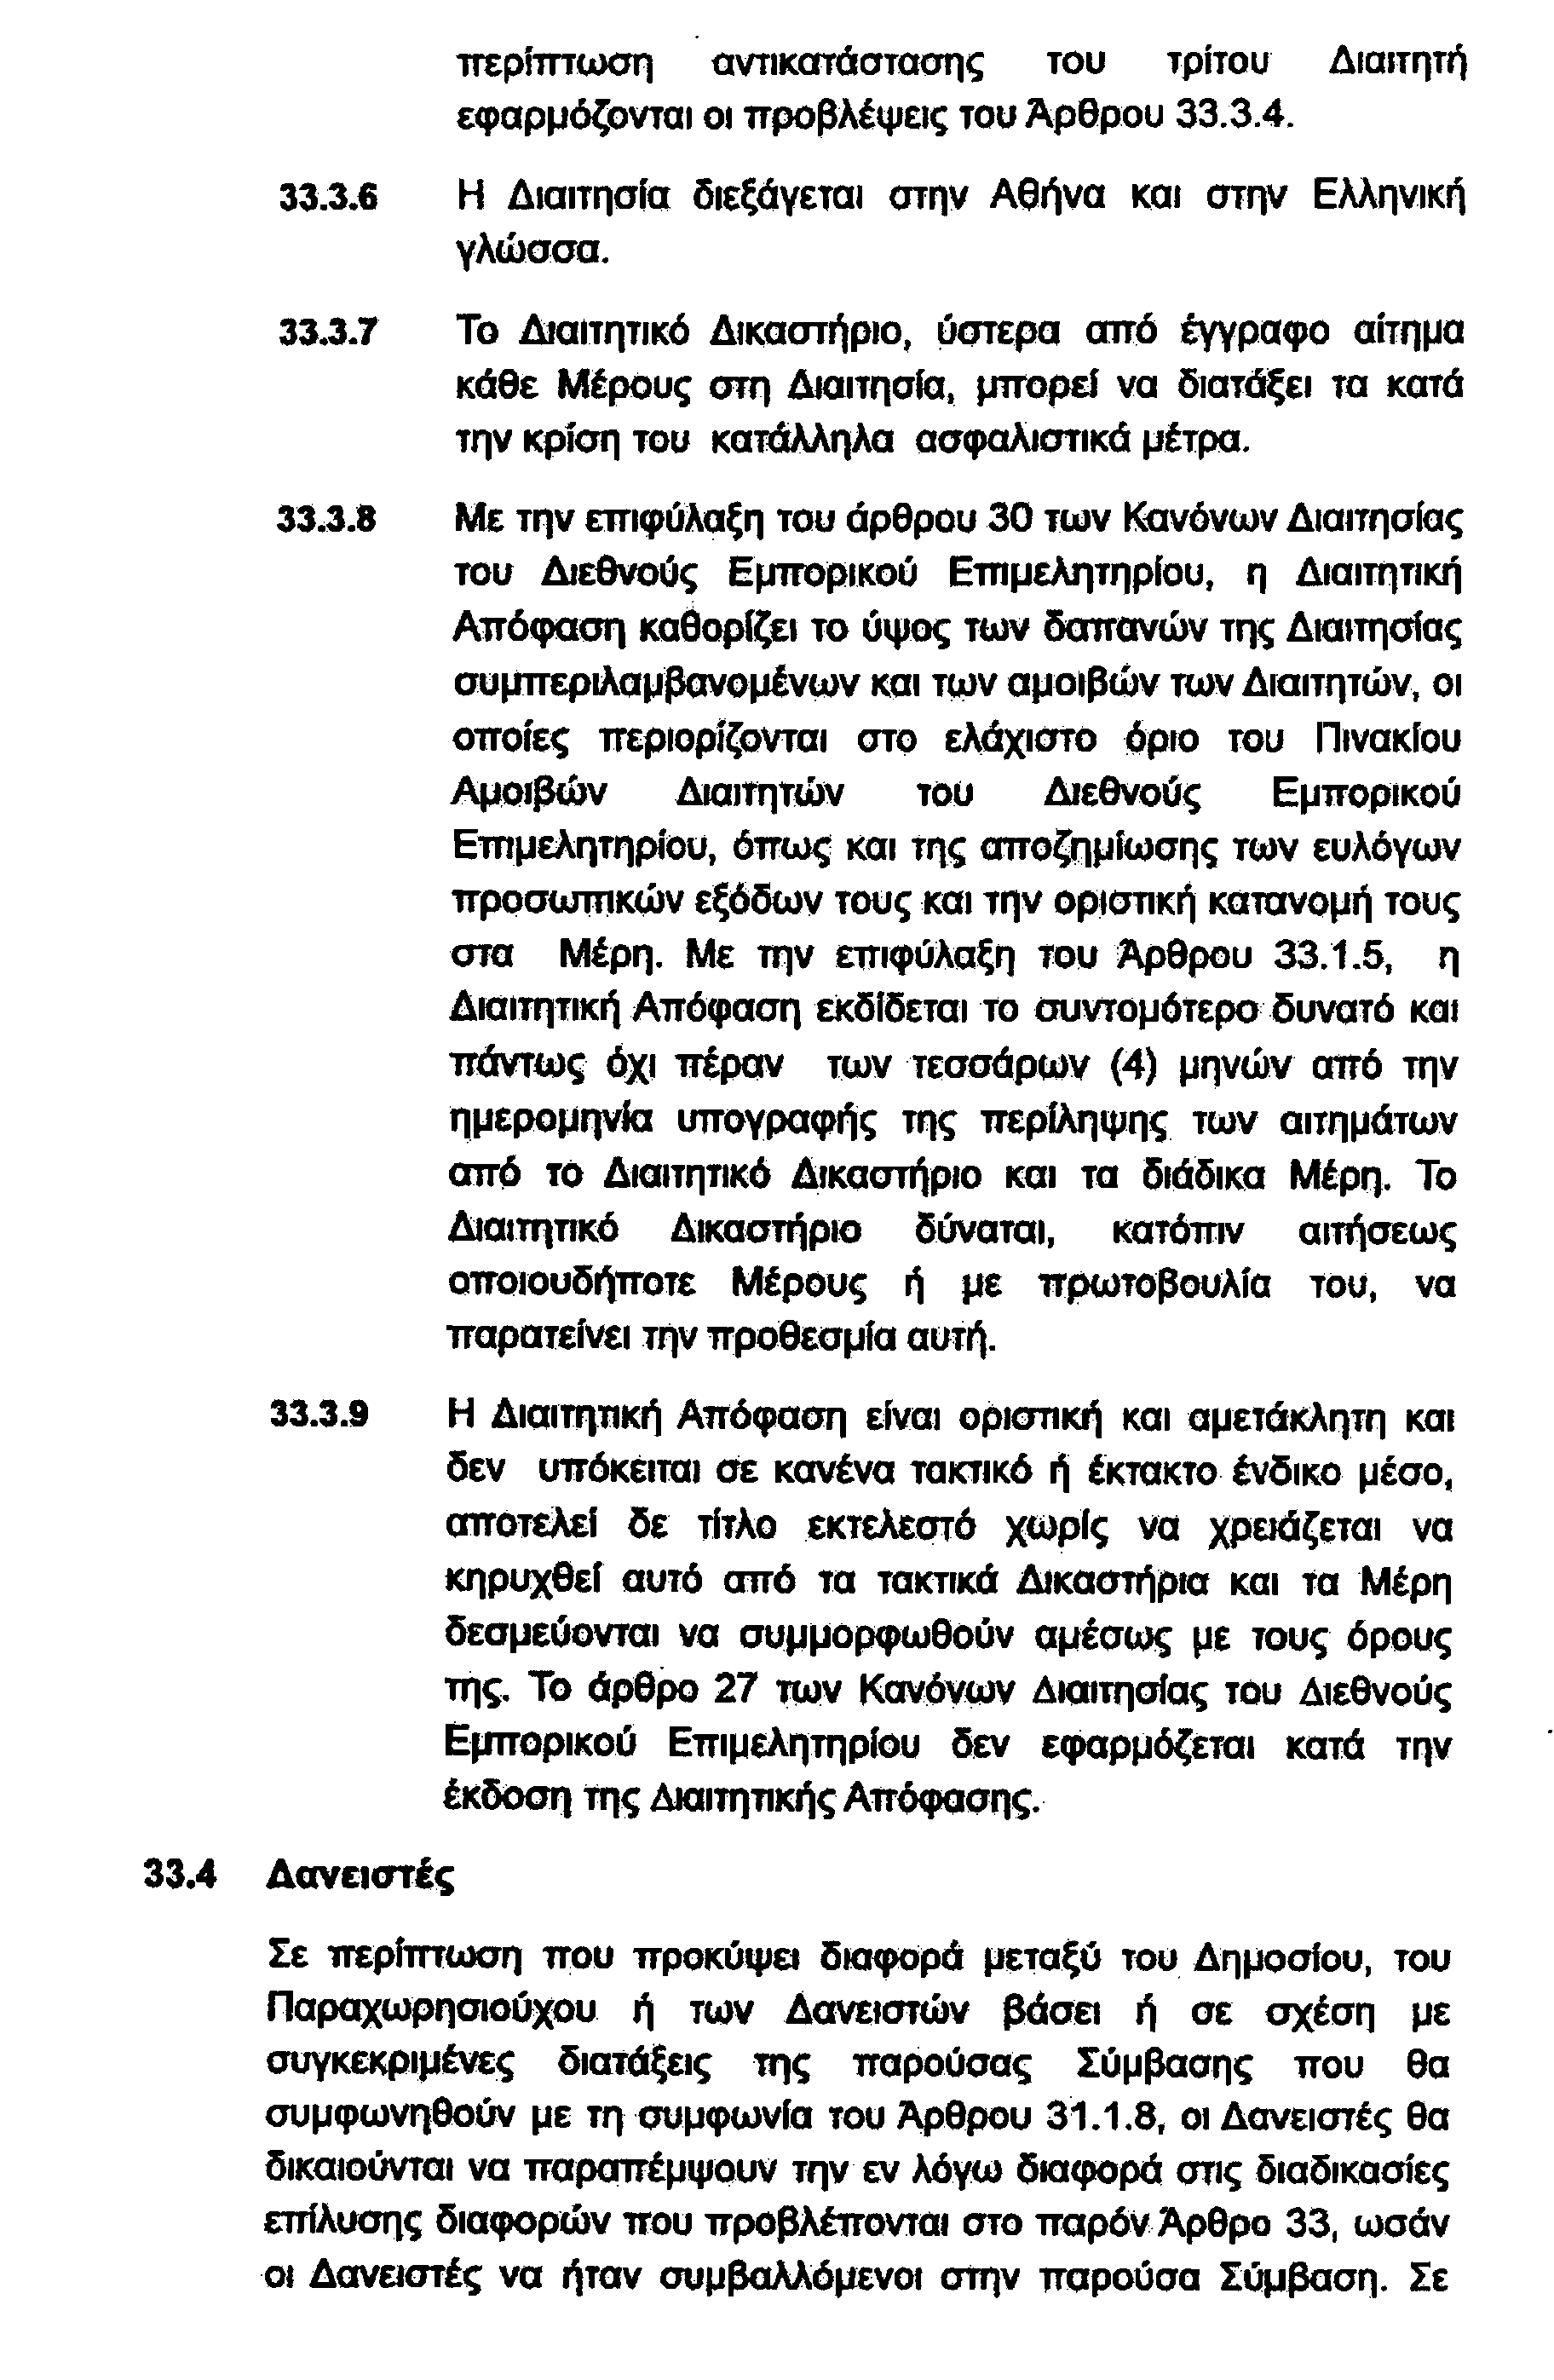 περίπτωση αντικατάστασης του τρίτου Διαιτητή
εφαρμόζονται οι προβλέψεις του Άρθρου 33.3.4.
33.3.6 Η Διαιτησία διεξάγεται στην Αθήνα και στην Ελληνική
γλώσσα.
33.3.7 Το Διαιτητικό Δικαστήριο, ύστερα από έγγραφο αίτημα
κάθε Μέρους στη Διαιτησία, μπορεί να διατάξει τα κατά
την κρίση του κατάλληλα ασφαλιστικά μέτρα.
33.3.8 Με την επιφύλαξη του άρθρου 30 των Κανόνων Διαιτησίας
του Διεθνούς Εμπορικού Επιμελητηρίου, η Διαιτητική
Απόφαση καθορίζει το ύψος των δαπανών της Διαιτησίας
συμπεριλαμβανομένων και των αμοιβών των Διαιτητών, οι
οποίες περιορίζονται στο ελάχιστο όριο του Πινακίου
Αμοιβών Διαιτητών του Διεθνούς Εμπορικού
Επιμελητηρίου, όπως και της αποζημίωσης των ευλόγων
προσωπικών εξόδων τους και την οριστική κατανομή τους
στα Μέρη. Με την επιφύλαξη του Άρθρου 33.1.5, η
Διαιτητική Απόφαση εκδίδεται το συντομότερο δυνατό και
πάντως όχι πέραν των τεσσάρων (4) μηνών από την
ημερομηνία υπογραφής της περίληψης των αιτημάτων
από το Διαιτητικό Δικαστήριο και τα διάδικα Μέρη. Το
Διαιτητικό Δικαστήριο δύναται, κατόπιν αιτήσεως
οποιουδήποτε Μέρους ή με πρωτοβουλία του, να
παρατείνει την προθεσμία αυτή.
33.3.9 Η Διαιτητική Απόφαση είναι οριστική και αμετάκλητη και
δεν υπόκειται σε κανένα τακτικό ή έκτακτο ένδικο μέσο,
αποτελεί δε τίτλο εκτελεστό χωρίς να χρειάζεται να
κηρυχθεί αυτό από τα τακτικά Δικαστήρια και τα Μέρη
δεσμεύονται να συμμορφωθούν αμέσως με τους όρους
της. Το άρθρο 27 των Κανόνων Διαιτησίας του Διεθνούς
Εμπορικού Επιμελητηρίου δεν εφαρμόζεται κατά την
έκδοση της Διαιτητικής Απόφασης.
33.4 Δανειστές
Σε περίπτωση που προκύψει διαφορά μεταξύ του Δημοσίου, του
Παραχωρησιούχου ή των Δανειστών βάσει ή σε σχέση με
συγκεκριμένες διατάξεις της παρούσας Σύμβασης που θα
συμφωνηθούν με τη συμφωνία του Άρθρου 31.1.8, οι Δανειστές θα
δικαιούνται να παραπέμψουν την εν λόγω διαφορά στις διαδικασίες
επίλυσης διαφορών που προβλέπονται στο παρόν Άρθρο 33, ωσάν
οι Δανειστές να ήταν συμβαλλόμενοι στην παρούσα Σύμβαση. Σε